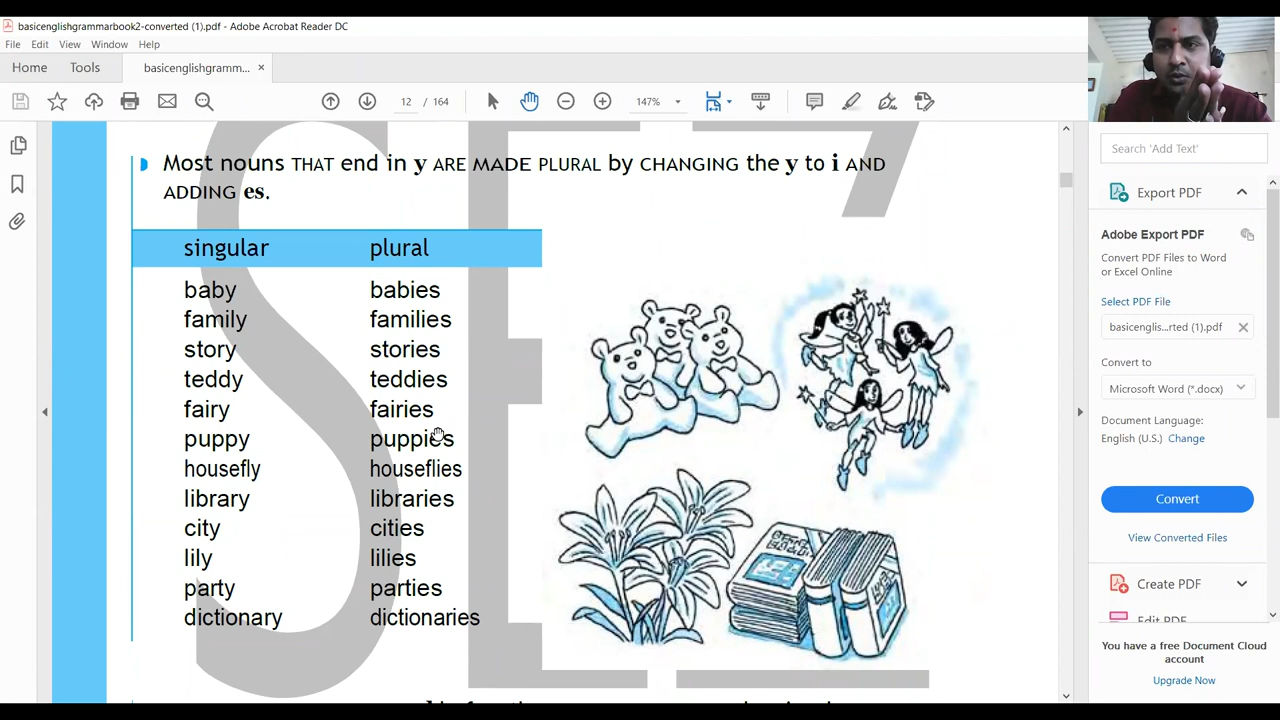 basicenglishgrammarbook2-converted (1).pdf - Adobe Acrobat Reader DC
File Edit View Window Help
Home Tools basicenglishgramm... ×
12 / 164 147%
Most nouns THAT end in y ARE MADE PLURAL by CHANGING the y to i AND
ADDING es.
singular plural
baby babies
family families
story stories
teddy teddies
fairy fairies
puppy puppies
housefly houseflies
library libraries
city cities
lily lilies
party parties
dictionary dictionaries
Search 'Add Text'
Export PDF
Adobe Export PDF
Convert PDF Files to Word
or Excel Online
Select PDF File
basicenglis...rted (1).pdf
Convert to
Microsoft Word (*.docx)
Document Language:
English (U.S.) Change
Convert
View Converted Files
Create PDF
Edit PDF
You have a free Document Cloud
account
Upgrade Now